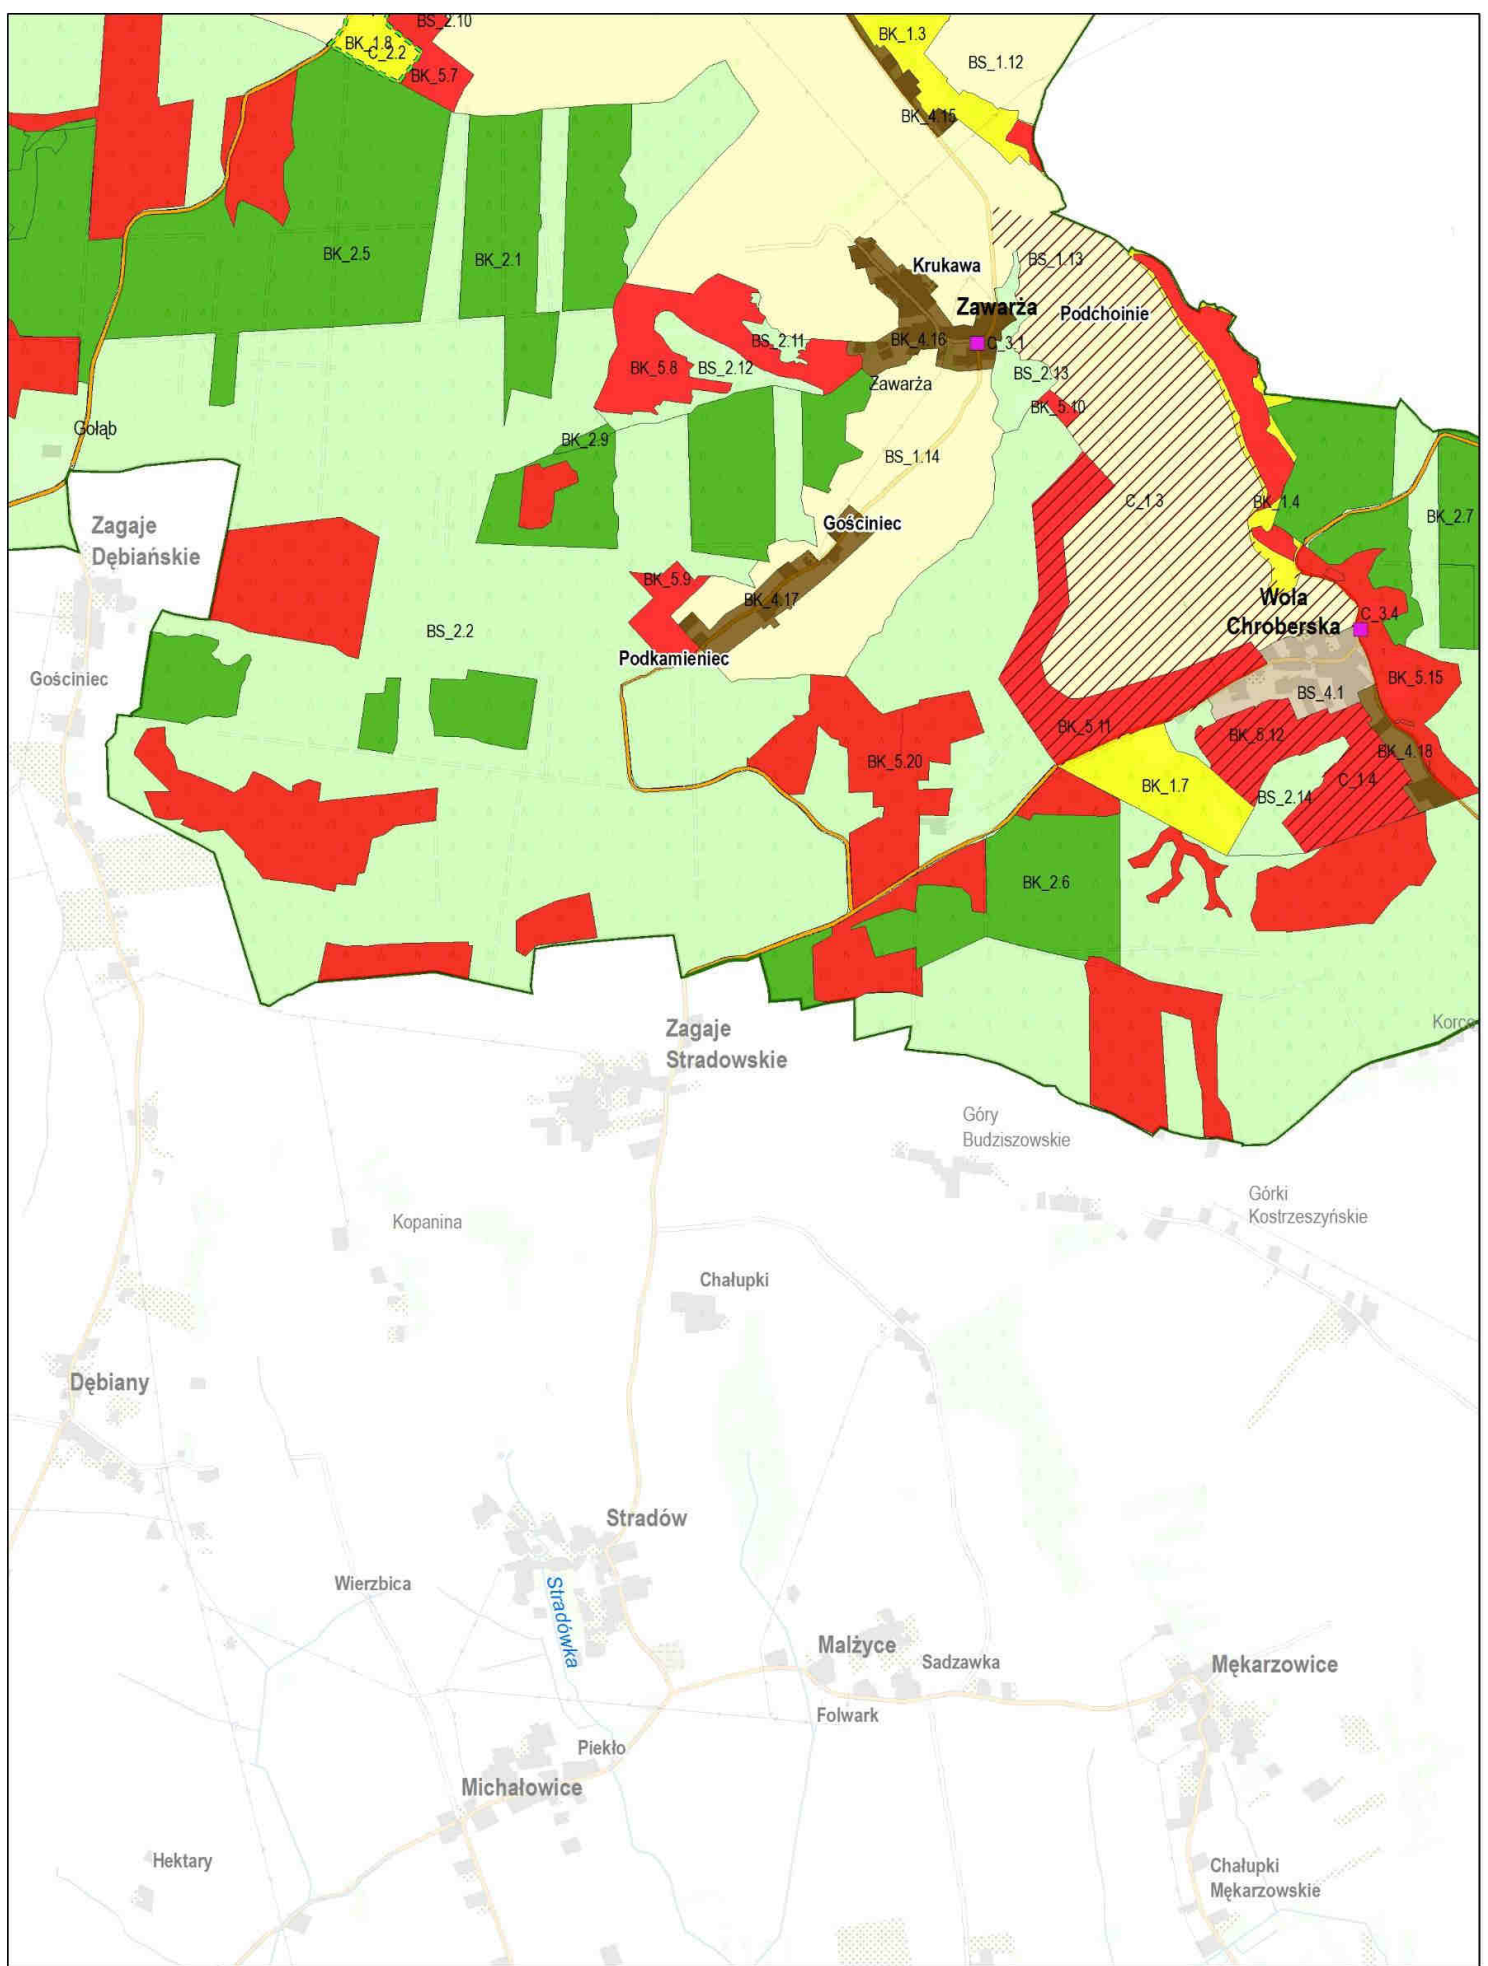 BS_2.10
BK_1.8
C_2.2
BK_5.7
BK_1.3
BS_1.12
BK_4.15
BK_2.5
BK_2.1
Krukawa
BS_1.13
Zawarża
Podchoinie
BS_2.11
BK_4.16
C_3.1
BK_5.8
BS_2.12
BS_2.13
Zawarża
BK_5.10
Gołąb
BK_2.9
BS_1.14
C_1.3
BK_1.4
BK_2.7
Zagaje
Dębiańskie
Gościniec
BK_5.9
BK_4.17
Wola
Chroberska
C_3.4
BS_2.2
Podkamieniec
Gościniec
BS_4.1
BK_5.15
BK_5.11
BK_5.12
BK_4.18
BK_5.20
BK_1.7
BS_2.14
C_1.4
BK_2.6
Zagaje
Stradowskie
Korce
Góry
Budziszowskie
Górki
Kostrzeszyńskie
Kopanina
Chałupki
Dębiany
Stradów
Wierzbica
Stradówka
Malżyce
Sadzawka
Mękarzowice
Folwark
Piekło
Michałowice
Hektary
Chałupki
Mękarzowskie